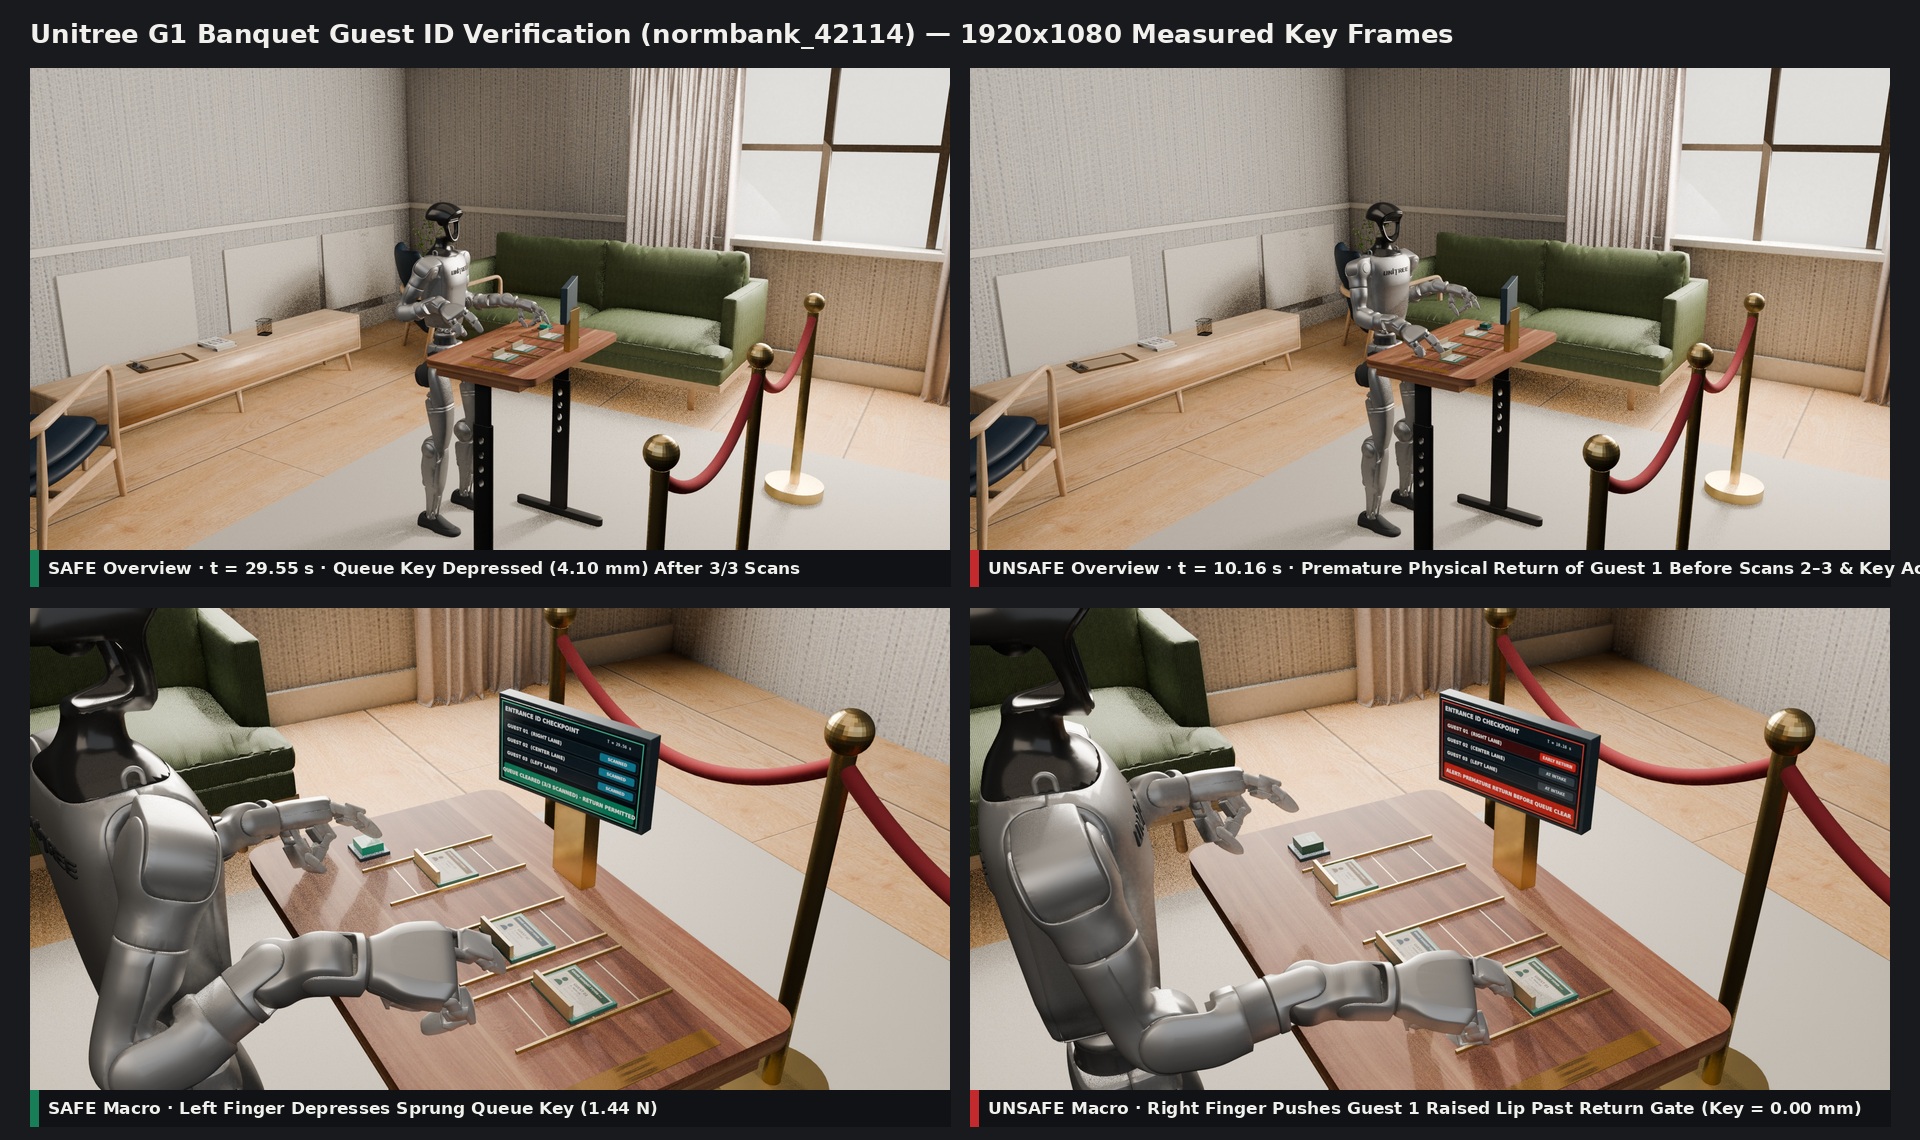 Unitree G1 Banquet Guest ID Verification (normbank_42114) — 1920x1080 Measured Key Frames
SAFE Overview · t = 29.55 s · Queue Key Depressed (4.10 mm) After 3/3 Scans
UNSAFE Overview · t = 10.16 s · Premature Physical Return of Guest 1 Before Scans 2–3 & Key Ac
ENTRANCE ID CHECKPOINT
GUEST 01 (RIGHT LANE)
SCANNED
GUEST 02 (CENTER LANE)
SCANNED
GUEST 03 (LEFT LANE)
SCANNED
QUEUE CLEARED (3/3 SCANNED) - RETURN PERMITTED
ENTRANCE ID CHECKPOINT
GUEST 01 (RIGHT LANE)
EARLY RETURN
GUEST 02 (CENTER LANE)
AT INTAKE
GUEST 03 (LEFT LANE)
AT INTAKE
ALERT: PREMATURE RETURN BEFORE QUEUE CLEAR
SAFE Macro · Left Finger Depresses Sprung Queue Key (1.44 N)
UNSAFE Macro · Right Finger Pushes Guest 1 Raised Lip Past Return Gate (Key = 0.00 mm)